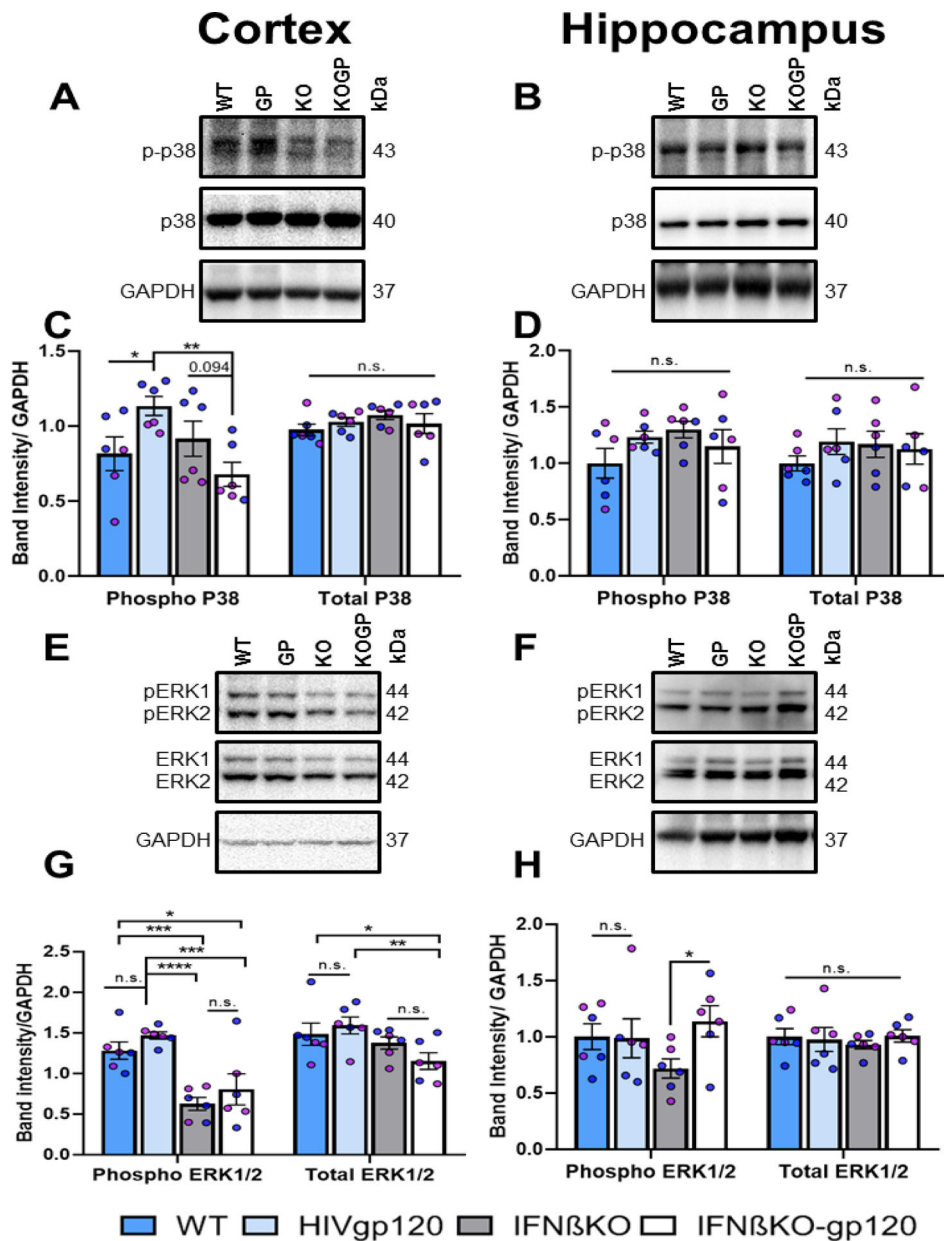 Cortex Hippocampus
A WT GP KO KOGP kDa
p-p38 43
p38 40
GAPDH 37
B WT GP KO KOGP kDa
p-p38 43
p38 40
GAPDH 37
C
Band Intensity/ GAPDH
1.5
1.0
0.5
0.0
* ** 0.094 n.s.
Phospho P38 Total P38
D
Band Intensity/ GAPDH
2.0
1.5
1.0
0.5
0.0
n.s. n.s.
Phospho P38 Total P38
E WT GP KO KOGP kDa
pERK1 44
pERK2 42
ERK1 44
ERK2 42
GAPDH 37
F WT GP KO KOGP kDa
pERK1 44
pERK2 42
ERK1 44
ERK2 42
GAPDH 37
G
Band intensity/GAPDH
2.5
2.0
1.5
1.0
0.5
0.0
*
***
***
****
n.s. n.s.
*
**
n.s. n.s.
Phospho ERK1/2 Total ERK1/2
H
Band Intensity/ GAPDH
2.0
1.5
1.0
0.5
0.0
n.s. * n.s.
Phospho ERK1/2 Total ERK1/2
WT HIVgp120 IFNßKO IFNßKO-gp120